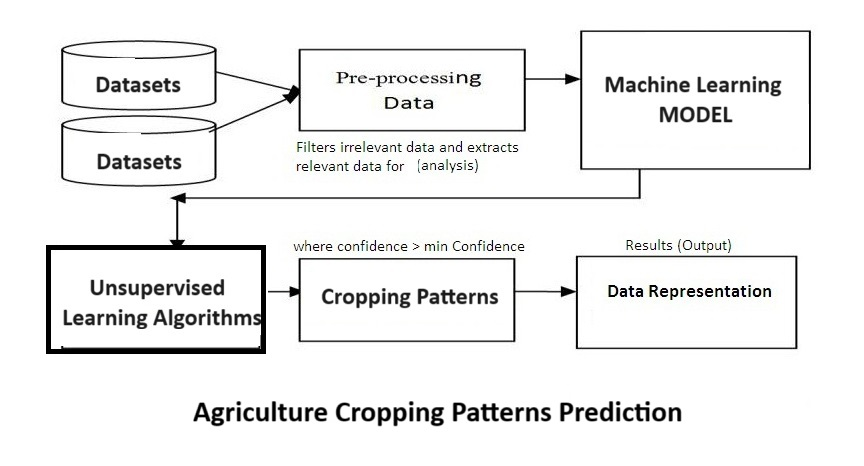 Datasets
Pre-processing
Data
Machine Learning
MODEL
Datasets
Filters irrelevant data and extracts
relevant data for (analysis)
where confidence > min Confidence
Results (Output)
Unsupervised
Learning Algorithms
Cropping Patterns
Data Representation
Agriculture Cropping Patterns Prediction